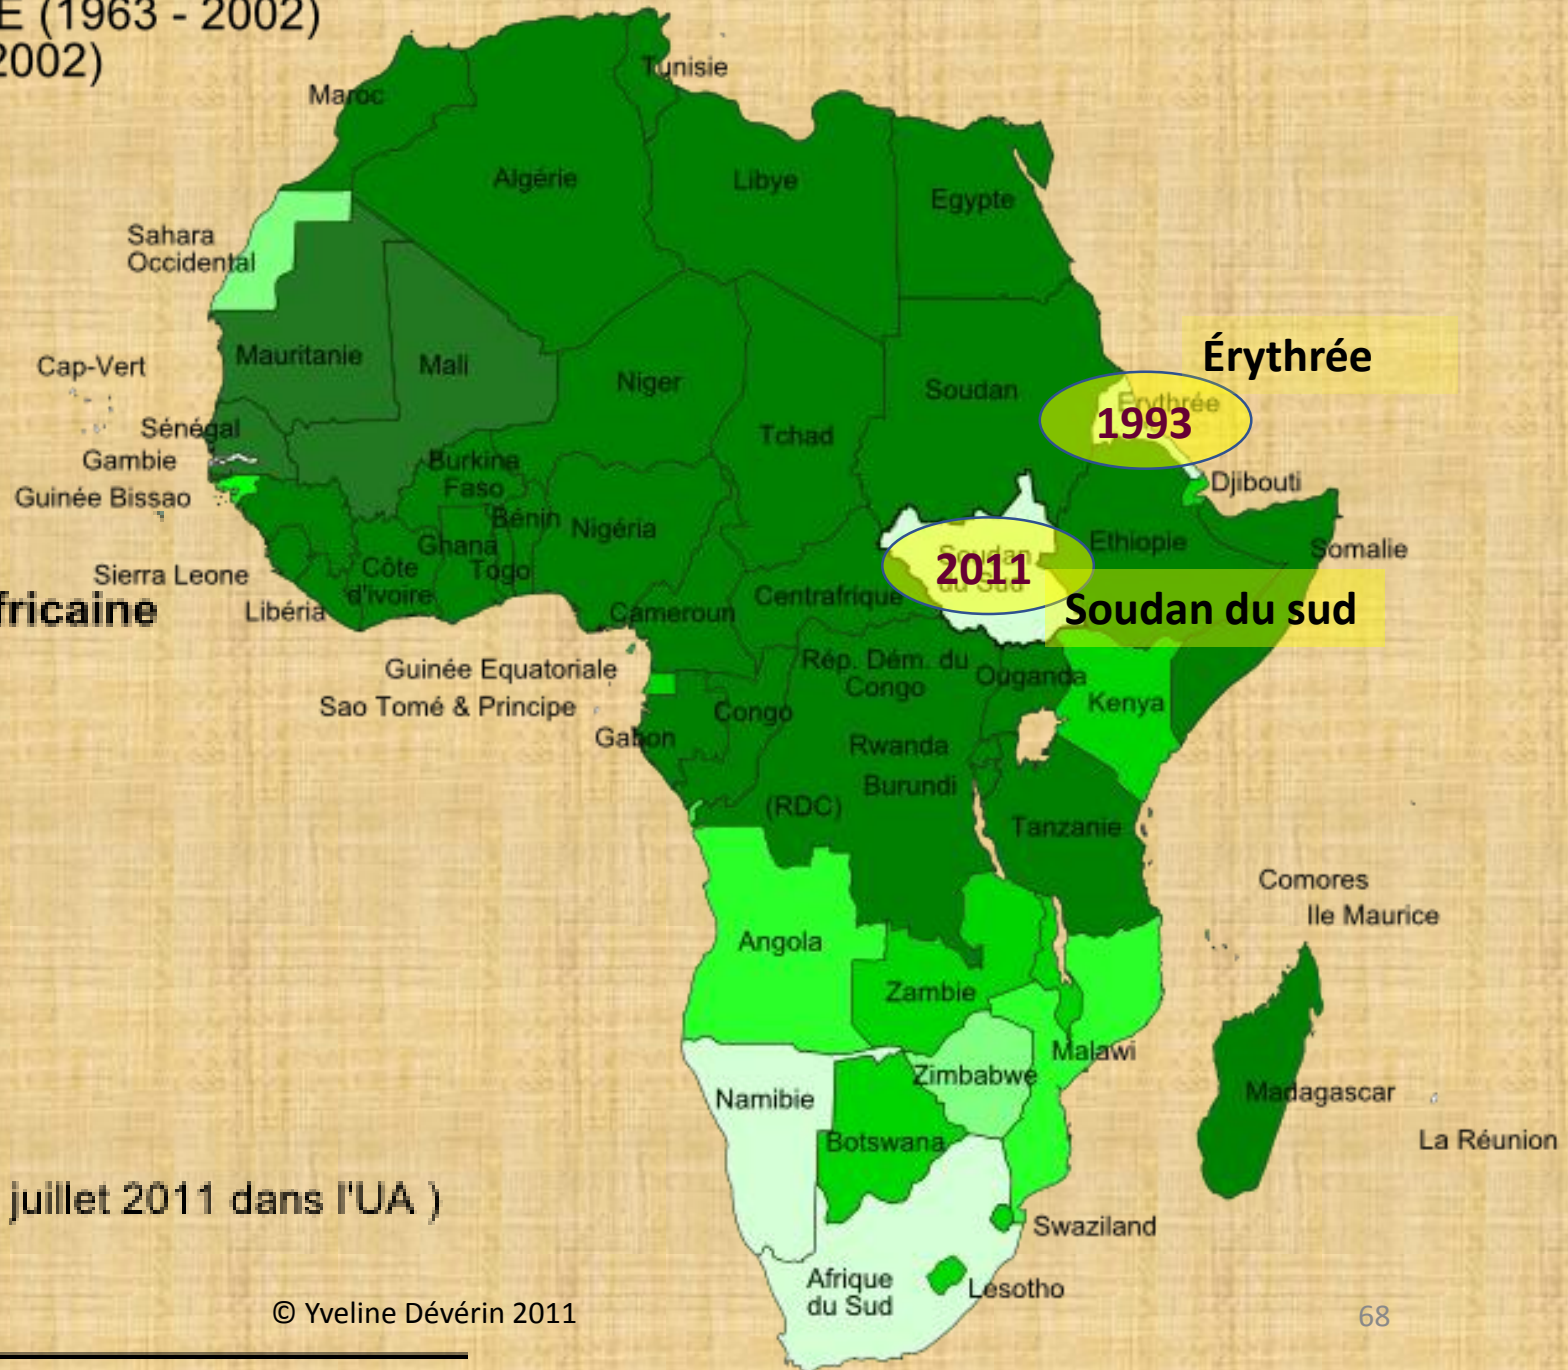 E (1963 - 2002)
2002)
Tunisie
Maroc
Algérie
Libye
Egypte
Sahara
Occidental
Érythrée
Cap-Vert
Mauritanie
Mali
Niger
Soudan
Erythrée
1993
Sénégal
Tchad
Gambie
Burkina
Faso
Djibouti
Guinée Bissao
Bénin
Nigéria
Ghana
Ethiopie
Somalie
Soudan
du Sud
2011
Sierra Leone
Côte
d'ivoire
Togo
Centrafrique
fricaine
Libéria
Cameroun
Soudan du sud
Guinée Equatoriale
Rép. Dém. du
Congo
Ouganda
Sao Tomé & Principe
Congo
Kenya
Gabon
Rwanda
Burundi
(RDC)
Tanzanie
Comores
Ile Maurice
Angola
Zambie
Malawi
Zimbabwe
Namibie
Madagascar
Botswana
La Réunion
juillet 2011 dans l'UA )
Swaziland
Afrique
du Sud
Lesotho
© Yveline Dévérin 2011
68